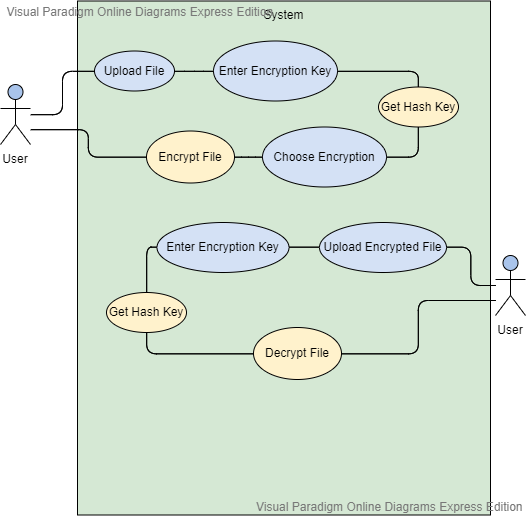 Visual Paradigm Online Diagrams Express Edition
System
Upload File
Enter Encryption Key
Get Hash Key
User
Encrypt File
Choose Encryption
Enter Encryption Key
Upload Encrypted File
Get Hash Key
User
Decrypt File
Visual Paradigm Online Diagrams Express Edition